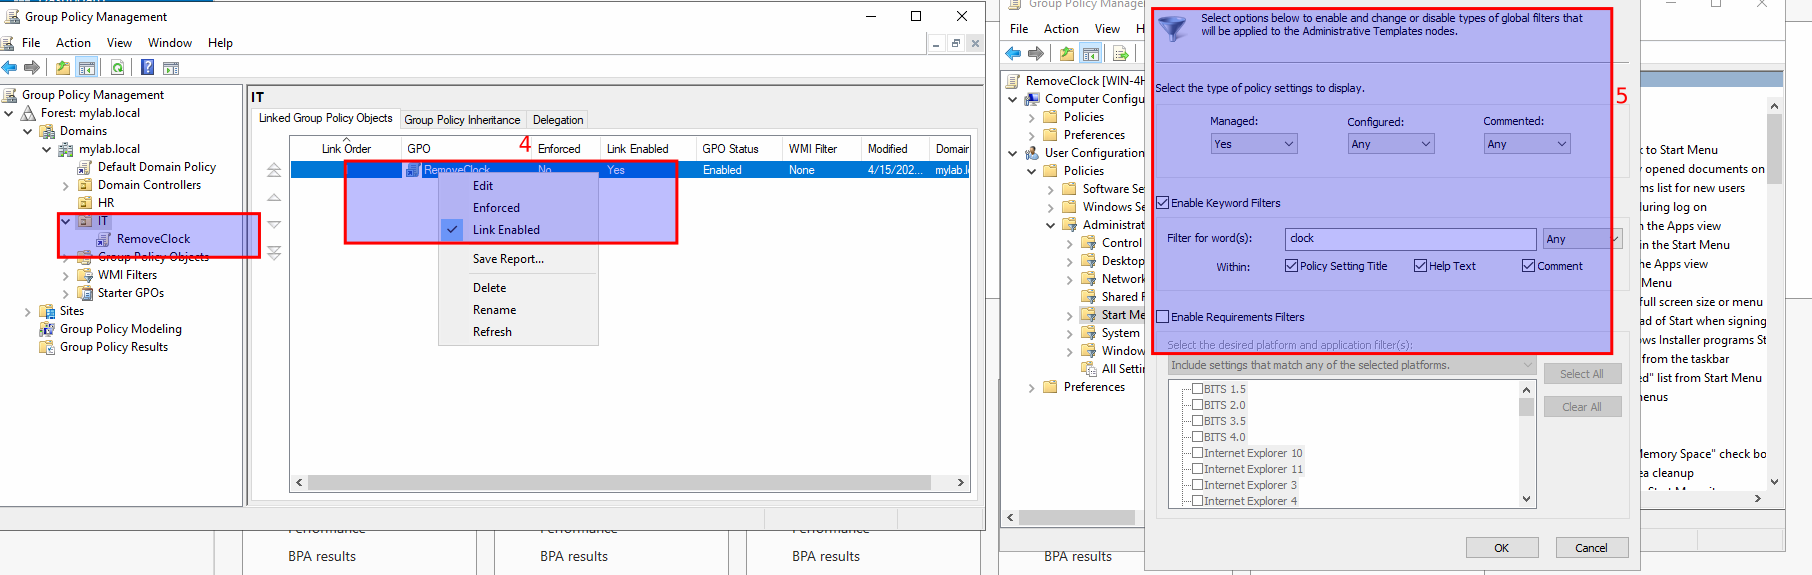 Group Policy Management
File Action View Window Help
Group Policy Management
Forest: mylab.local
Domains
mylab.local
Default Domain Policy
Domain Controllers
HR
IT
RemoveClock
Group Policy Objects
WMI Filters
Starter GPOs
Sites
Group Policy Modeling
Group Policy Results
IT
Linked Group Policy Objects Group Policy Inheritance Delegation
4
Link Order GPO Enforced Link Enabled GPO Status WMI Filter Modified Domain
RemoveClock No Yes Enabled None 4/15/202... mylab.l
Edit
Enforced
Link Enabled
Save Report...
Delete
Rename
Refresh
BPA results BPA results BPA results BPA results
Group Policy Management
File Action View H
RemoveClock [WIN-4H
Computer Configu
Policies
Preferences
User Configuration
Policies
Software Se
Windows Se
Administrat
Control
Desktop
Network
Shared F
Start Me
System
Window
All Settin
Preferences
Select options below to enable and change or disable types of global filters that
will be applied to the Administrative Templates nodes.
5
Select the type of policy settings to display.
Managed: Configured: Commented:
Yes Any Any
Enable Keyword Filters
Filter for word(s): clock Any
Within: Policy Setting Title Help Text Comment
Enable Requirements Filters
Select the desired platform and application filter(s):
Include settings that match any of the selected platforms.
Select All
Clear All
BITS 1.5
BITS 2.0
BITS 3.5
BITS 4.0
Internet Explorer 10
Internet Explorer 11
Internet Explorer 3
Internet Explorer 4
OK Cancel
k to Start Menu
opened documents on
ms list for new users
during log on
n the Apps view
in the Start Menu
he Apps view
Menu
full screen size or menu
ad of Start when signing
ws Installer programs St
from the taskbar
ed" list from Start Menu
nenus
Memory Space" check bo
ea cleanup